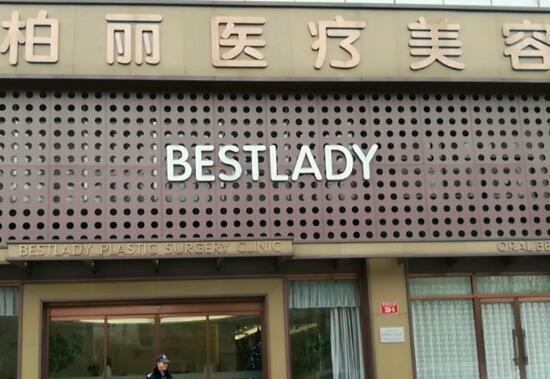 柏丽医疗美容
BESTLADY
BESTLADY PLASTIC SURGERY CLINIC
ORAL BE